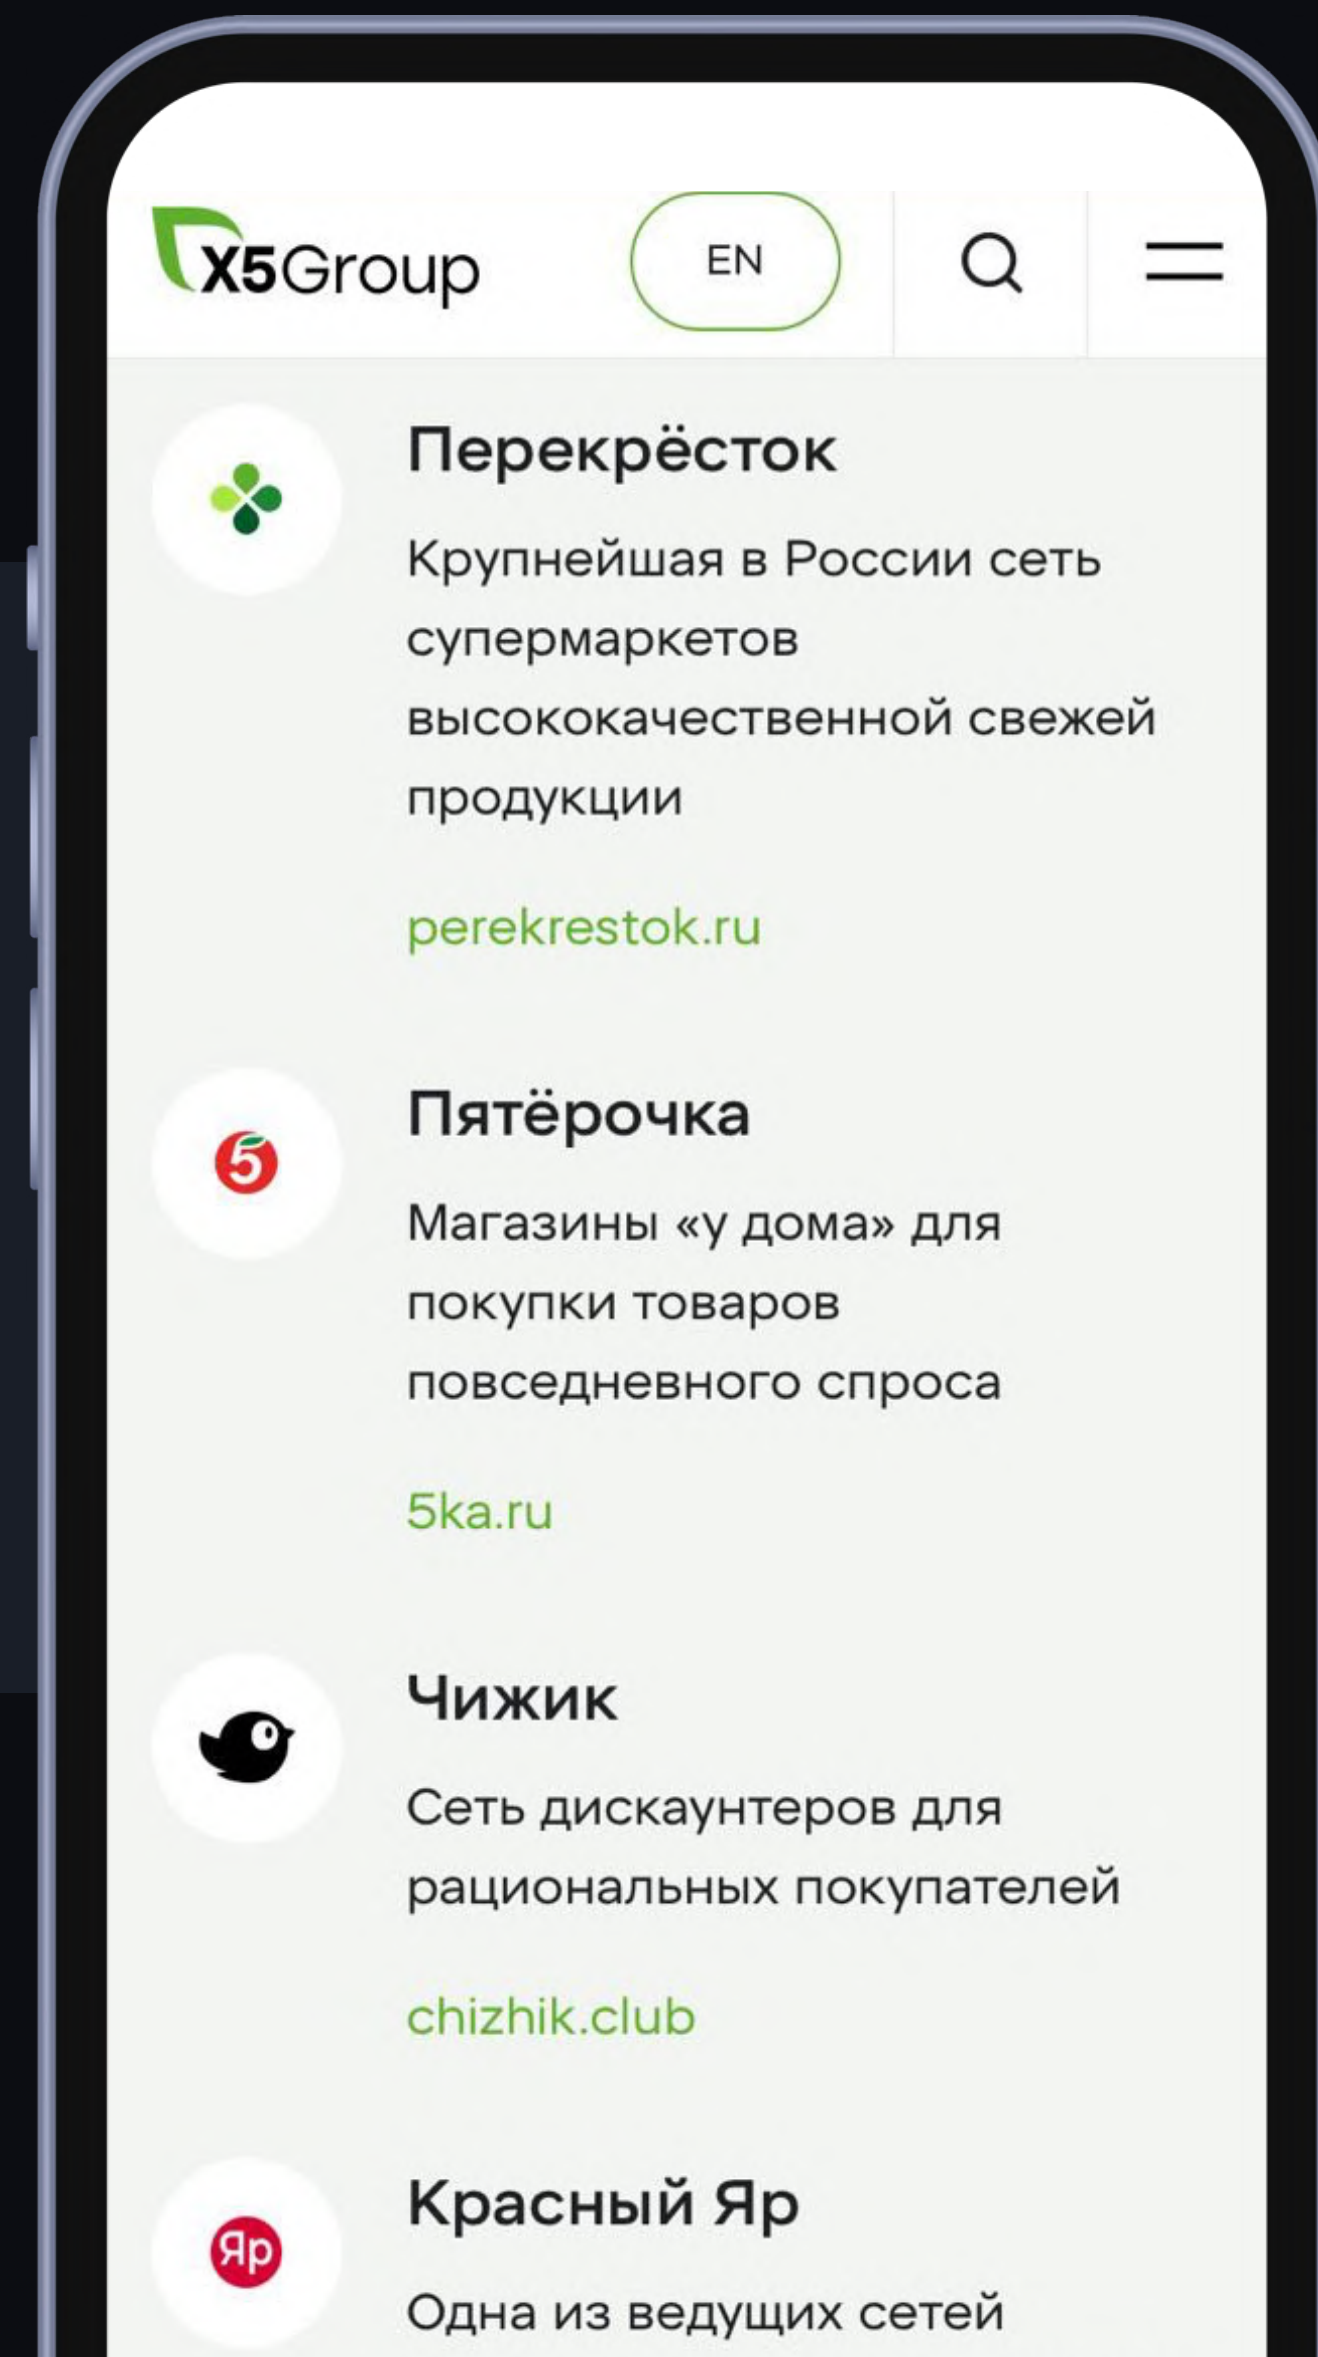 X5Group
EN
Перекрёсток
Крупнейшая в России сеть
супермаркетов
высококачественной свежей
продукции
perekrestok.ru
5
Пятёрочка
Магазины «у дома» для
покупки товаров
повседневного спроса
5ka.ru
Чижик
Сеть дискаунтеров для
рациональных покупателей
chizhik.club
Яр
Красный Яр
Одна из ведущих сетей